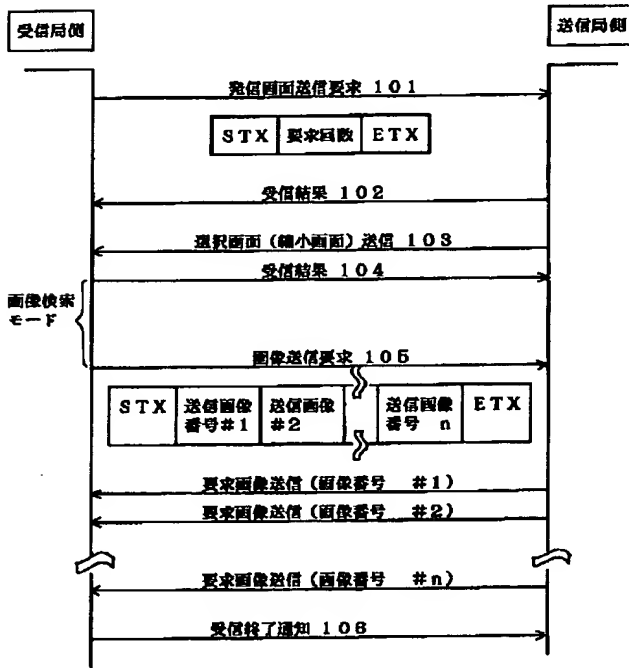 受信局側
送信局側
発信画面送信要求 101
STX 要求回数 ETX
受信結果 102
選択画面(縮小画面)送信 103
受信結果 104
画像検索
モード
画像送信要求 105
STX 送信画像 番号#1 送信画像 #2 送信画像 番号 n ETX
要求画像送信(画像番号 #1)
要求画像送信(画像番号 #2)
要求画像送信(画像番号 #n)
受信終了通知 106